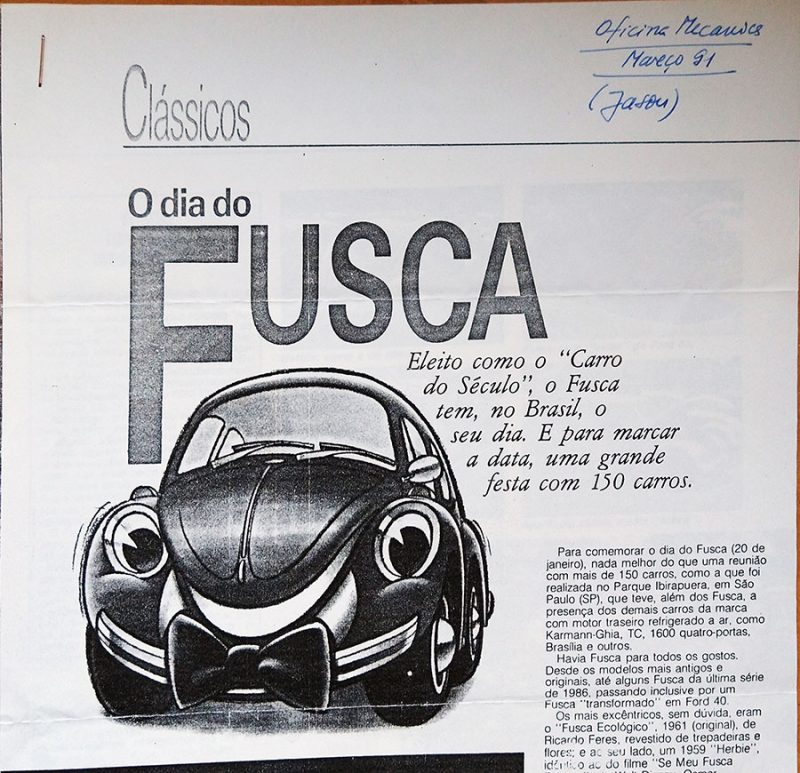 Oficina Mecanica
Março 91
(Jason)
Clássicos
O dia do
FUSCA
Eleito como o "Carro
do Século", o Fusca
tem, no Brasil, o
seu dia. E para marcar
a data, uma grande
festa com 150 carros.
Para comemorar o dia do Fusca (20 de
janeiro), nada melhor do que uma reunião
com mais de 150 carros, como a que foi
realizada no Parque Ibirapuera, em São
Paulo (SP), que teve, além dos Fusca, a
presença dos demais carros da marca
com motor traseiro refrigerado a ar, como
Karmann-Ghia, TC, 1600 quatro-portas,
Brasília e outros.
Havia Fusca para todos os gostos.
Desde os modelos mais antigos e
originais, até alguns Fusca da última série
de 1986, passando inclusive por um
Fusca "transformado" em Ford 40.
Os mais excêntricos, sem dúvida, eram
o "Fusca Ecológico", 1961 (original), de
Ricardo Feres, revestido de trepadeiras e
flores; e ao seu lado, um 1959 "Herbie",
idêntico ao do filme "Se Meu Fusca